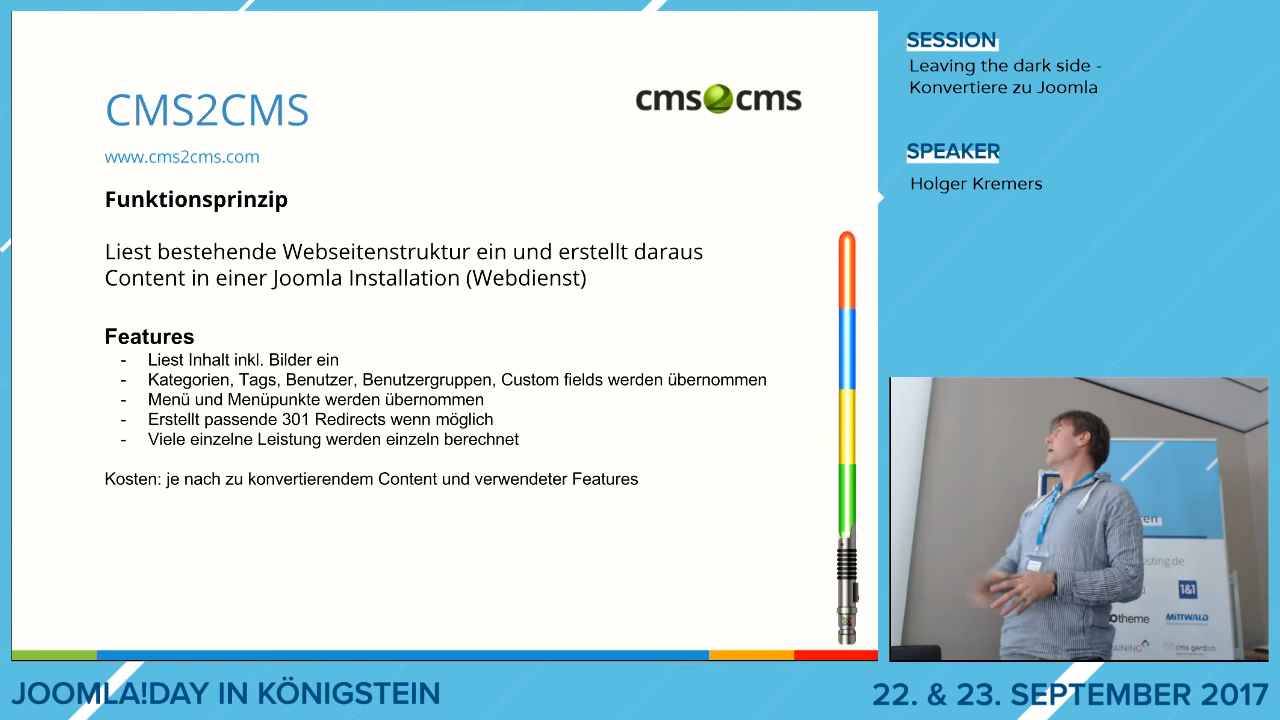 CMS2CMS
cms2cms
www.cms2cms.com
Funktionsprinzip
Liest bestehende Webseitenstruktur ein und erstellt daraus
Content in einer Joomla Installation (Webdienst)
Features
- Liest Inhalt inkl. Bilder ein
- Kategorien, Tags, Benutzer, Benutzergruppen, Custom fields werden übernommen
- Menü und Menüpunkte werden übernommen
- Erstellt passende 301 Redirects wenn möglich
- Viele einzelne Leistung werden einzeln berechnet
Kosten: je nach zu konvertierendem Content und verwendeter Features
SESSION
Leaving the dark side -
Konvertiere zu Joomla
SPEAKER
Holger Kremers
1&1
MITTWALD
cms garden
JOOMLA!DAY IN KÖNIGSTEIN
22. & 23. SEPTEMBER 2017